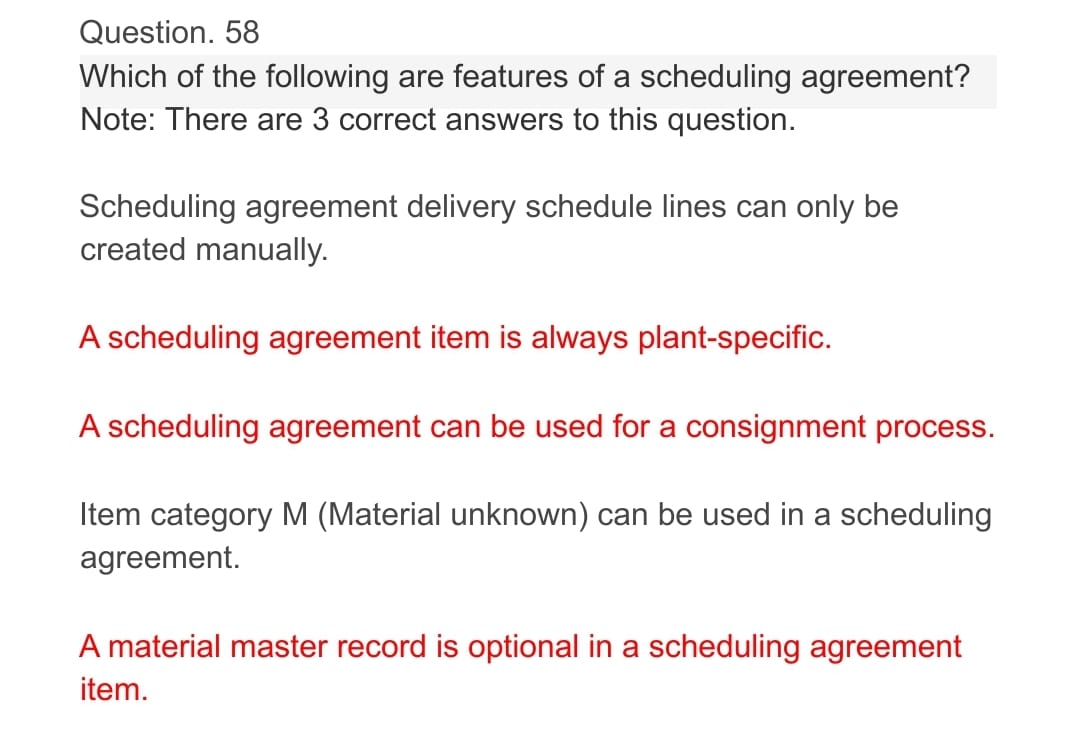 Question. 58
Which of the following are features of a scheduling agreement?
Note: There are 3 correct answers to this question.
Scheduling agreement delivery schedule lines can only be
created manually.
A scheduling agreement item is always plant-specific.
A scheduling agreement can be used for a consignment process.
Item category M (Material unknown) can be used in a scheduling
agreement.
A material master record is optional in a scheduling agreement
item.